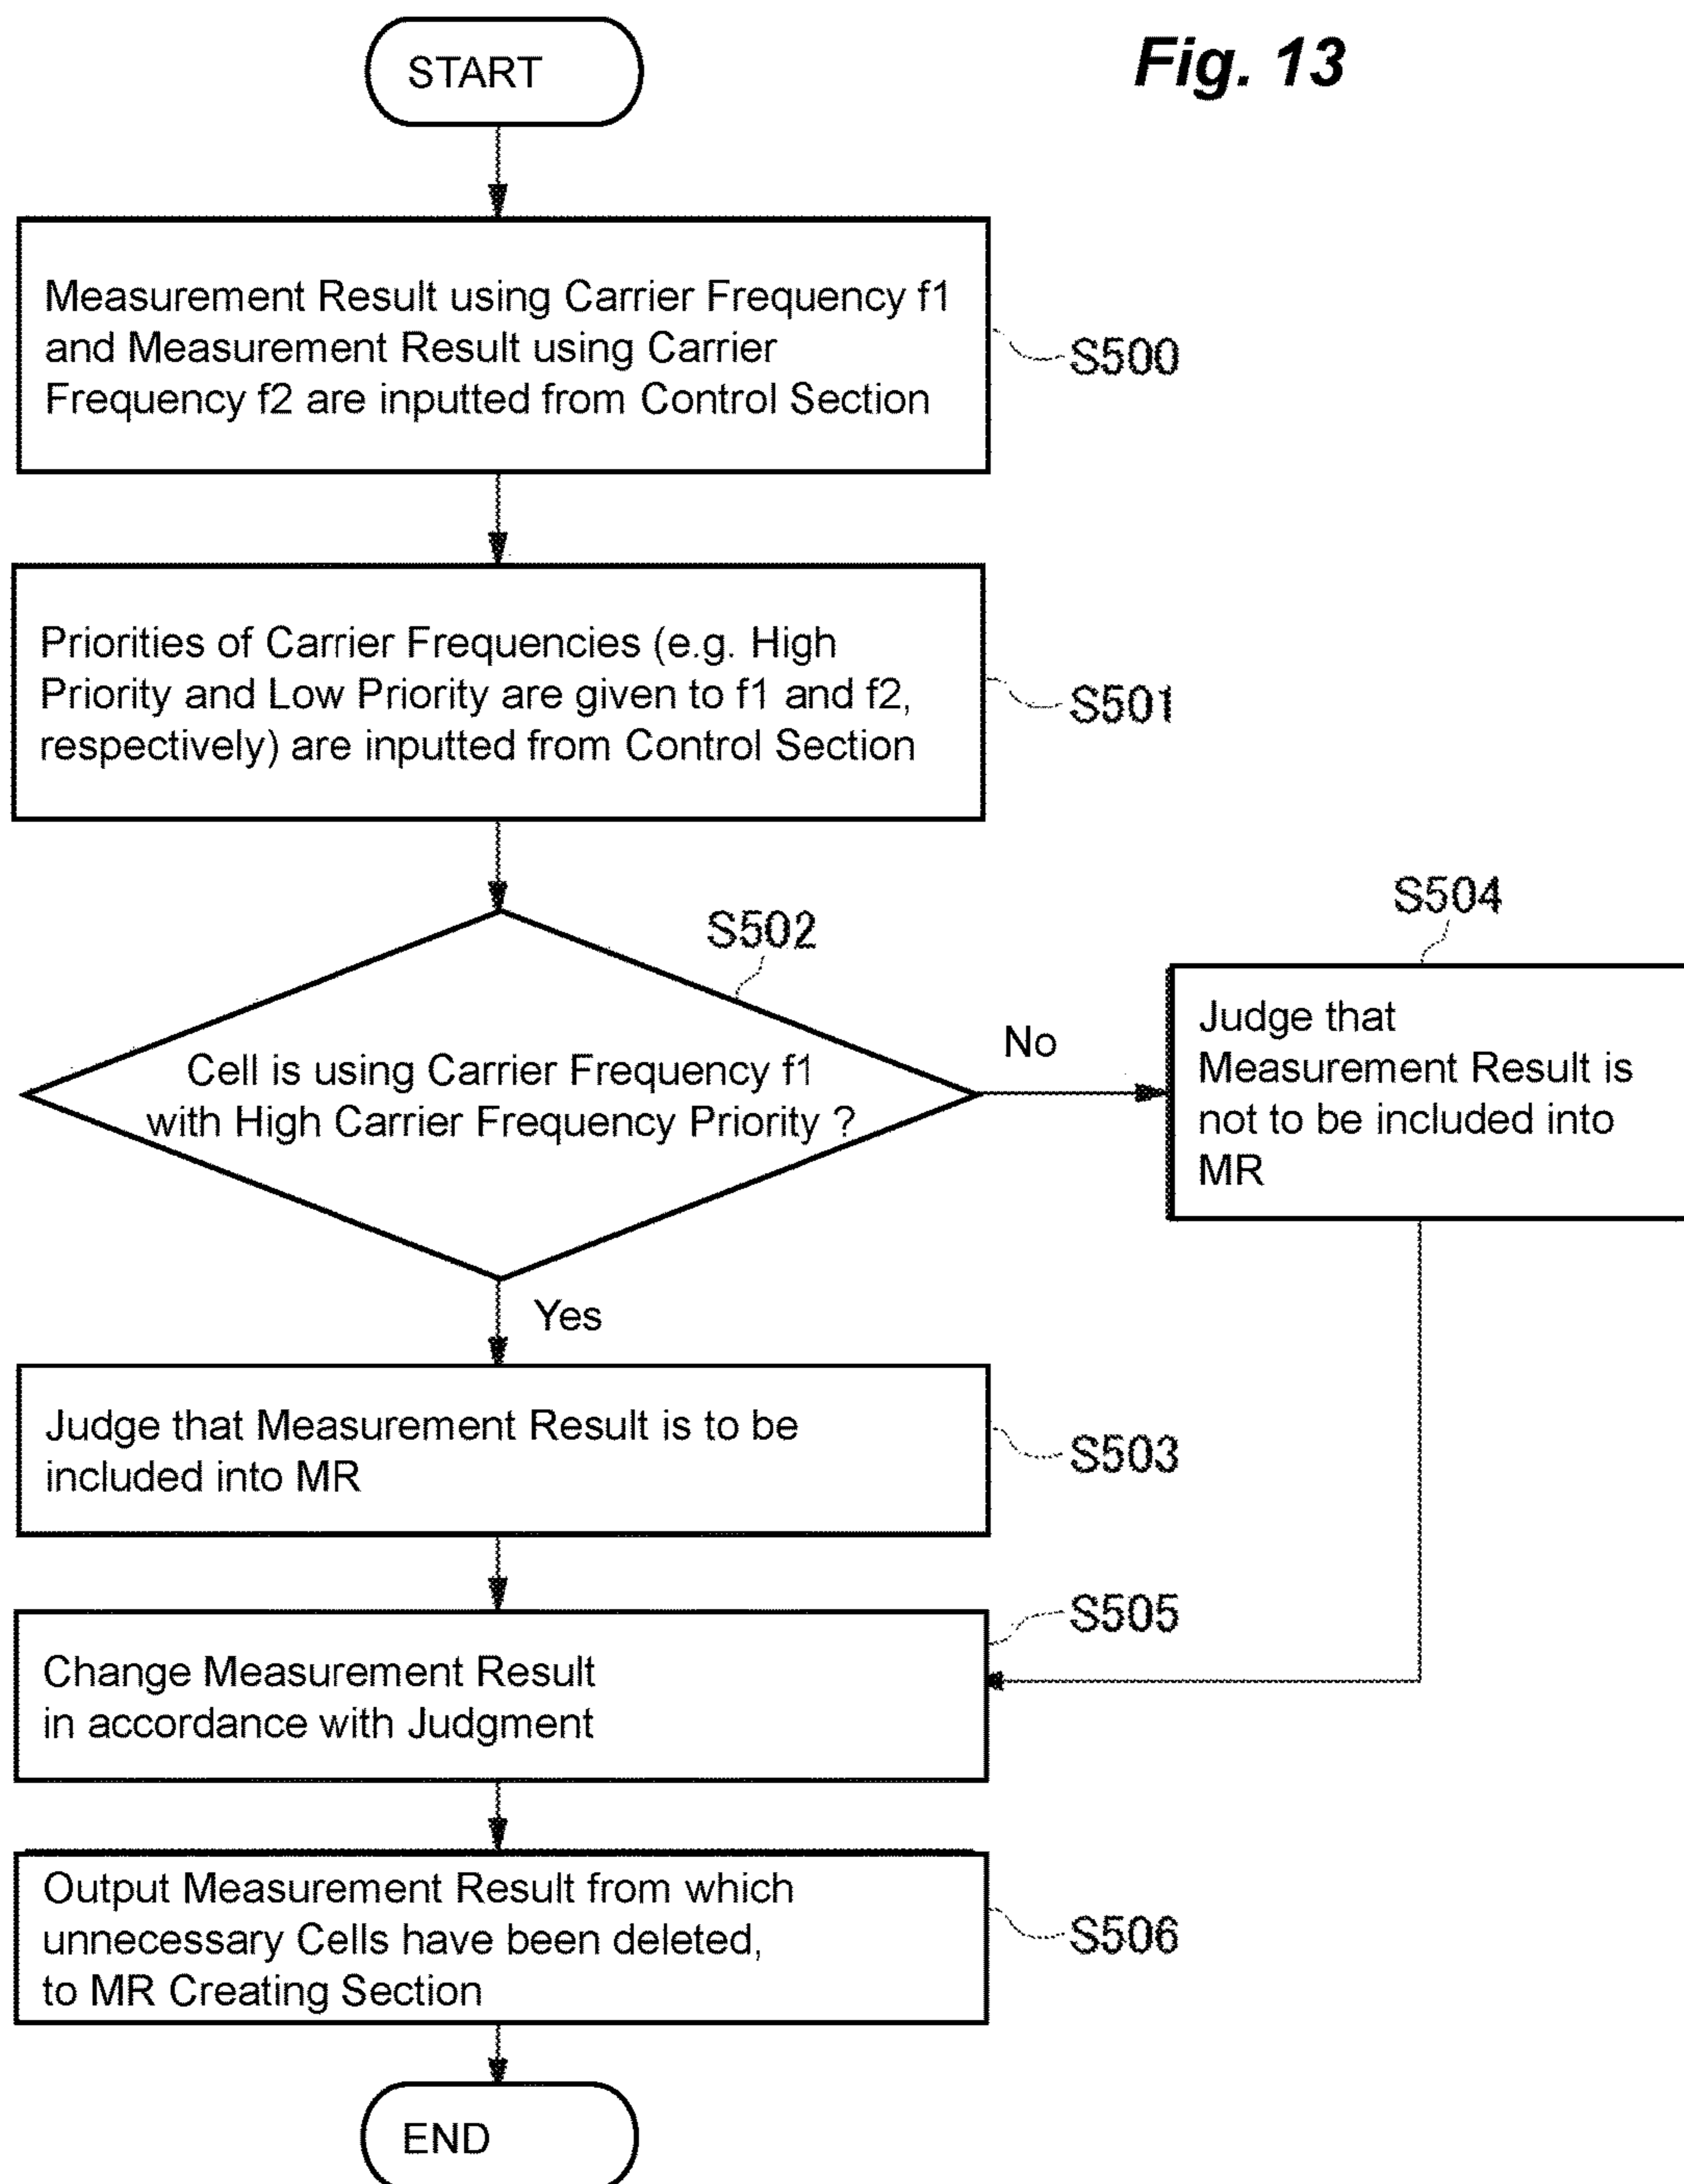 Fig. 13
START
Measurement Result using Carrier Frequency f1
and Measurement Result using Carrier
Frequency f2 are inputted from Control Section
S500
Priorities of Carrier Frequencies (e.g. High
Priority and Low Priority are given to f1 and f2,
respectively) are inputted from Control Section
S501
S502
Cell is using Carrier Frequency f1
with High Carrier Frequency Priority ?
No
S504
Judge that
Measurement Result is
not to be included into
MR
Yes
Judge that Measurement Result is to be
included into MR
S503
Change Measurement Result
in accordance with Judgment
S505
Output Measurement Result from which
unnecessary Cells have been deleted,
to MR Creating Section
S506
END